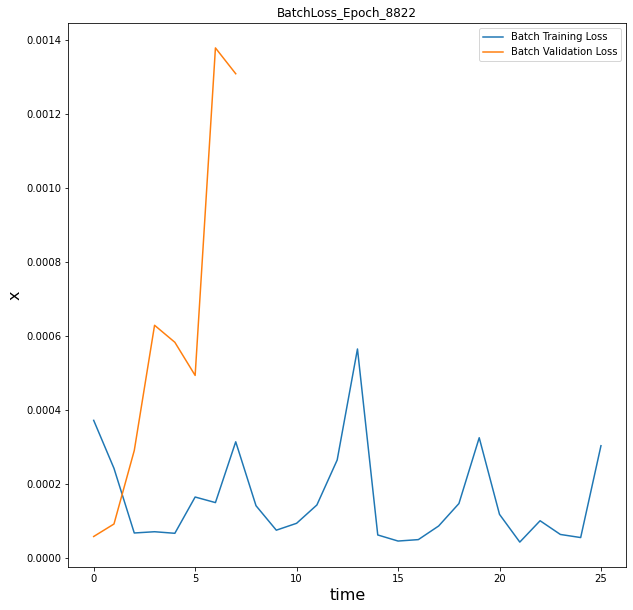 BatchLoss_Epoch_8822
Batch Training Loss
Batch Validation Loss
0.0014
0.0012
0.0010
0.0008
0.0006
0.0004
0.0002
0.0000
x
0 5 10 15 20 25
time